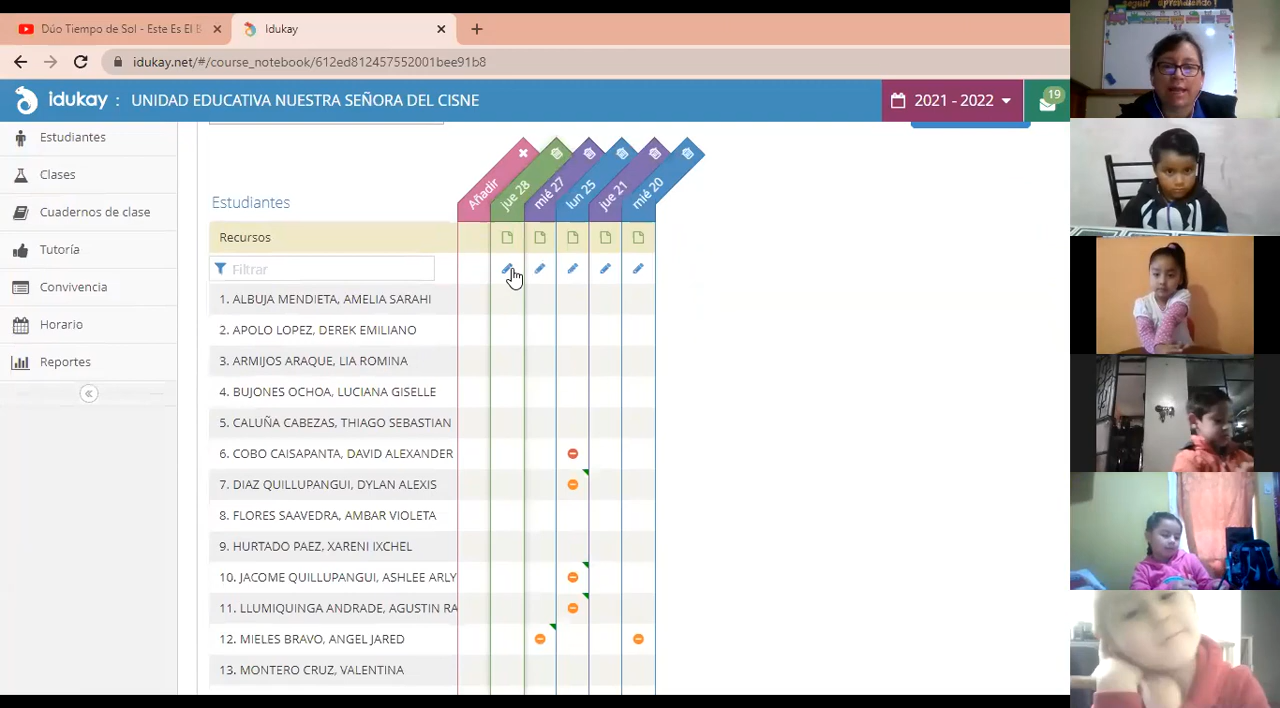 Dúo Tiempo de Sol - Este Es El B
Idukay
idukay.net/#/course_notebook/612ed812457552001bee91b8
idukay : UNIDAD EDUCATIVA NUESTRA SEÑORA DEL CISNE
2021 - 2022
19
Estudiantes
Clases
Cuadernos de clase
Tutoría
Convivencia
Horario
Reportes
Añadir
jue 28
mié 27
lun 25
jue 21
mié 20
Estudiantes
Recursos
Filtrar
1. ALBUJA MENDIETA, AMELIA SARAHI
2. APOLO LOPEZ, DEREK EMILIANO
3. ARMIJOS ARAQUE, LIA ROMINA
4. BUJONES OCHOA, LUCIANA GISELLE
5. CALUÑA CABEZAS, THIAGO SEBASTIAN
6. COBO CAISAPANTA, DAVID ALEXANDER
7. DIAZ QUILLUPANGUI, DYLAN ALEXIS
8. FLORES SAAVEDRA, AMBAR VIOLETA
9. HURTADO PAEZ, XARENI IXCHEL
10. JACOME QUILLUPANGUI, ASHLEE ARLY
11. LLUMIQUINGA ANDRADE, AGUSTIN RA
12. MIELES BRAVO, ANGEL JARED
13. MONTERO CRUZ, VALENTINA
seguir aprendiendo!